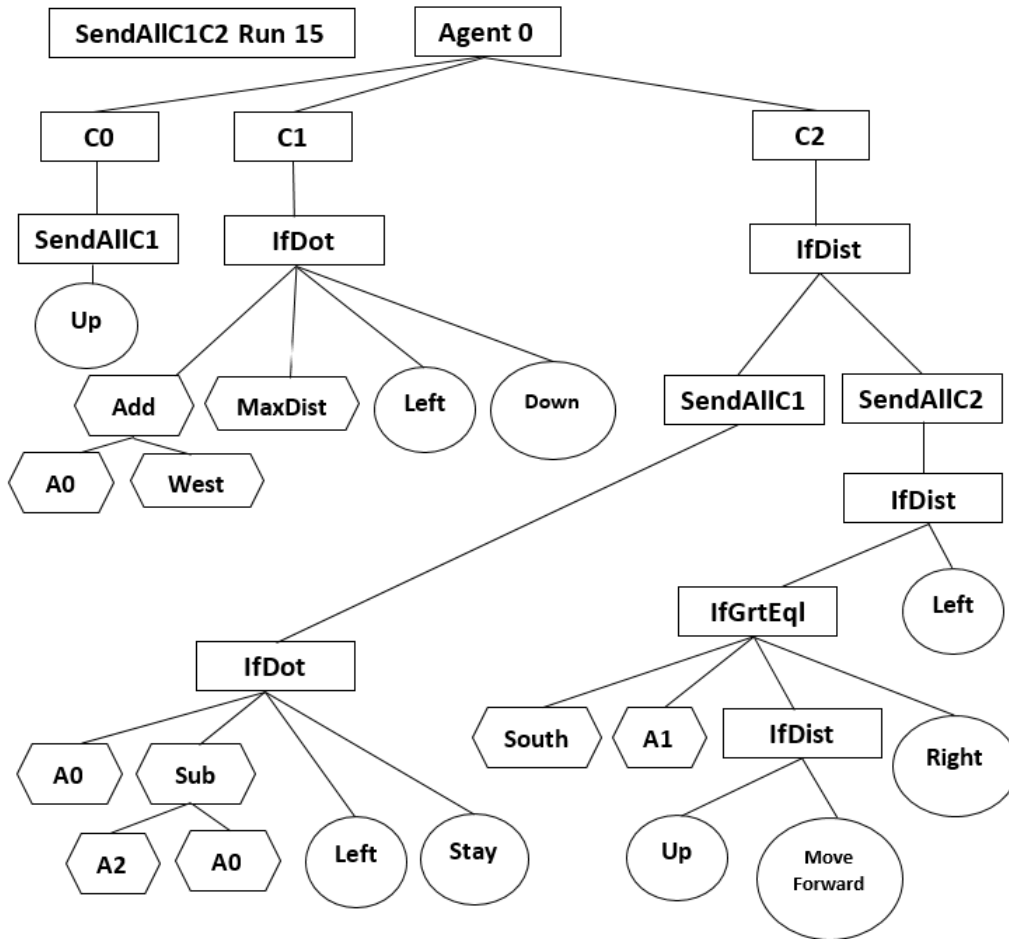 SendAllC1C2 Run 15
Agent 0
C0
C1
C2
SendAllC1
IfDot
IfDist
Up
Add
MaxDist
Left
Down
SendAllC1
SendAllC2
A0
West
IfDist
IfGrtEql
Left
IfDot
South
A1
IfDist
Right
A0
Sub
A2
A0
Left
Stay
Up
Move
Forward